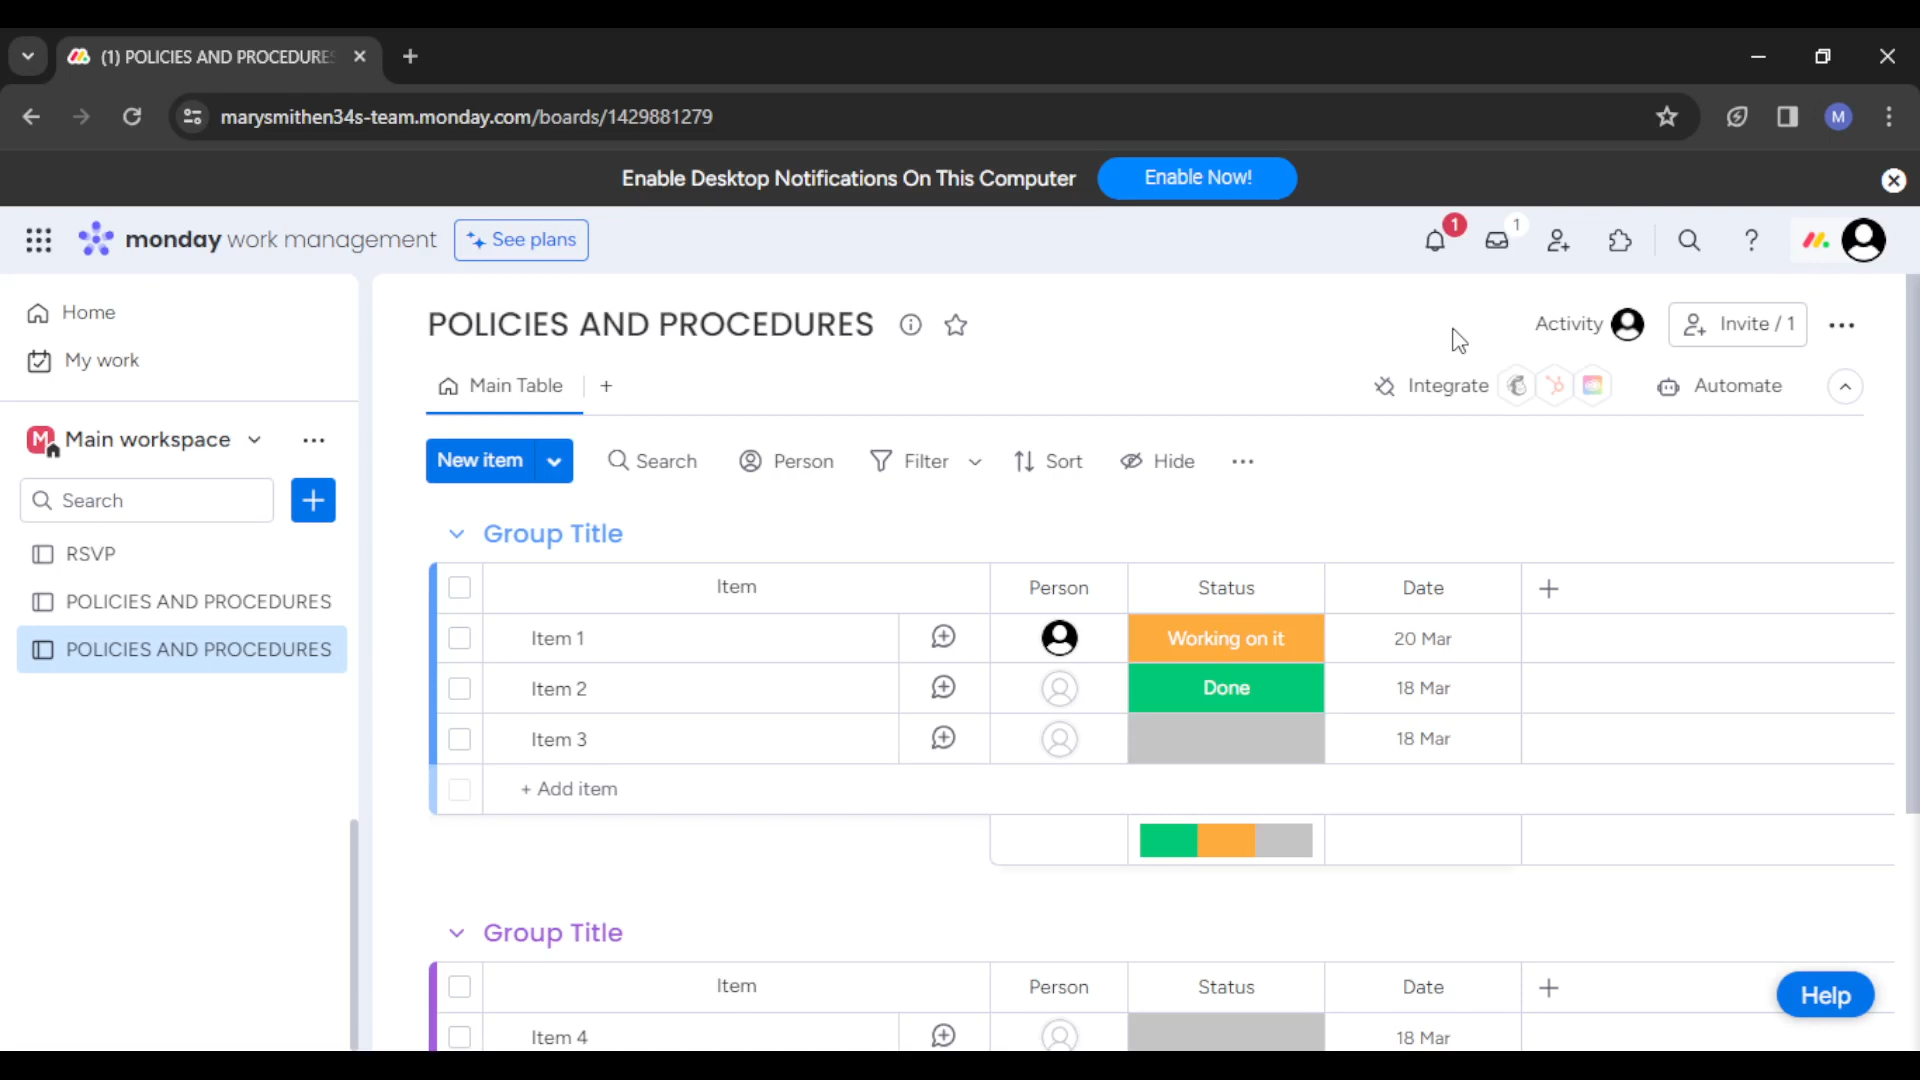 (1) POLICIES AND PROCEDURES
marysmithen34s-team.monday.com/boards/1429881279
M
Enable Desktop Notifications On This Computer
Enable Now!
monday work management
See plans
1
1
Home
My work
M
Main workspace
Search
RSVP
POLICIES AND PROCEDURES
POLICIES AND PROCEDURES
POLICIES AND PROCEDURES
Activity
Invite / 1
Main Table
Integrate
Automate
New item
Search
Person
Filter
Sort
Hide
Group Title
Item Person Status Date
Item 1 Working on it 20 Mar
Item 2 Done 18 Mar
Item 3 18 Mar
+ Add item
Group Title
Item Person Status Date
Item 4 18 Mar
Help